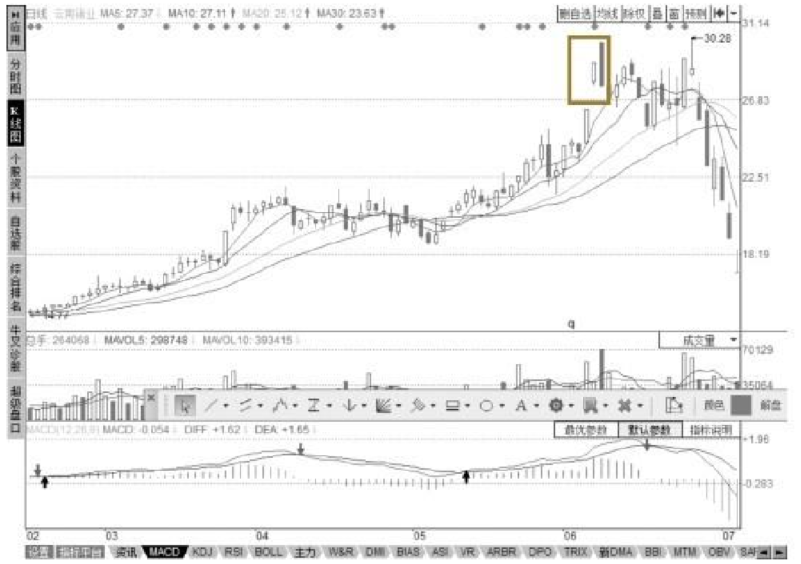 日线 云南锗业 MA5: 27.37↓ MA10: 27.11↑ MA20: 25.12↑ MA30: 23.63↑
删自选 均线 除权 叠 窗 预测
应用
分时图
K线图
个股资料
自选股
综合排名
牛叉诊股
超级盘口
31.14
30.28
26.83
22.51
18.19
q
总手: 264068↓ MAVOL5: 298748↓ MAVOL10: 393415↓
成交量
70129
35064
A 颜色 解盘
MACD(12,26,9) MACD: -0.054↓ DIFF: +1.62↓ DEA: +1.65↓
最优参数 默认参数 指标说明
+1.96
-0.283
02 03 04 05 06 07
设置 指标平台 资讯 MACD KDJ RSI BOLL 主力 W&R DMI BIAS ASI VR ARBR DPO TRIX 新DMA BBI MTM OBV SAR